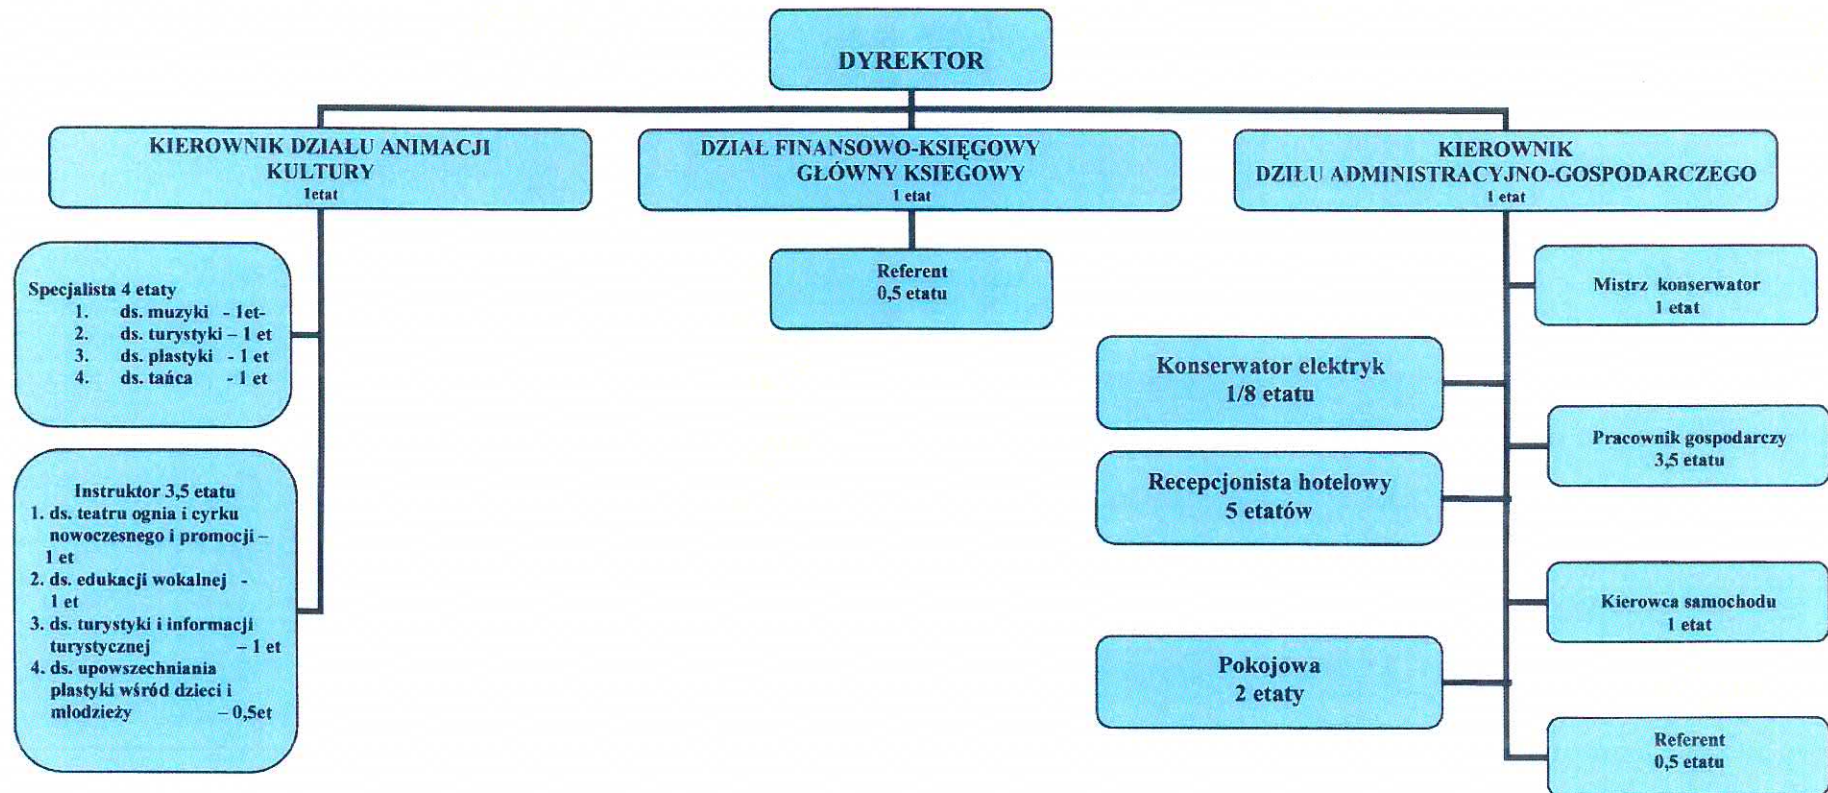 DYREKTOR
KIEROWNIK DZIAŁU ANIMACJI
KULTURY
1etat
DZIAŁ FINANSOWO-KSIĘGOWY
GŁÓWNY KSIEGOWY
1 etat
KIEROWNIK
DZIŁU ADMINISTRACYJNO-GOSPODARCZEGO
1 etat
Specjalista 4 etaty
1. ds. muzyki - 1et-
2. ds. turystyki – 1 et
3. ds. plastyki - 1 et
4. ds. tańca - 1 et
Instruktor 3,5 etatu
1. ds. teatru ognia i cyrku
nowoczesnego i promocji –
1 et
2. ds. edukacji wokalnej -
1 et
3. ds. turystyki i informacji
turystycznej – 1 et
4. ds. upowszechniania
plastyki wśród dzieci i
młodzieży – 0,5et
Referent
0,5 etatu
Mistrz konserwator
1 etat
Konserwator elektryk
1/8 etatu
Pracownik gospodarczy
3,5 etatu
Recepcjonista hotelowy
5 etatów
Kierowca samochodu
1 etat
Pokojowa
2 etaty
Referent
0,5 etatu